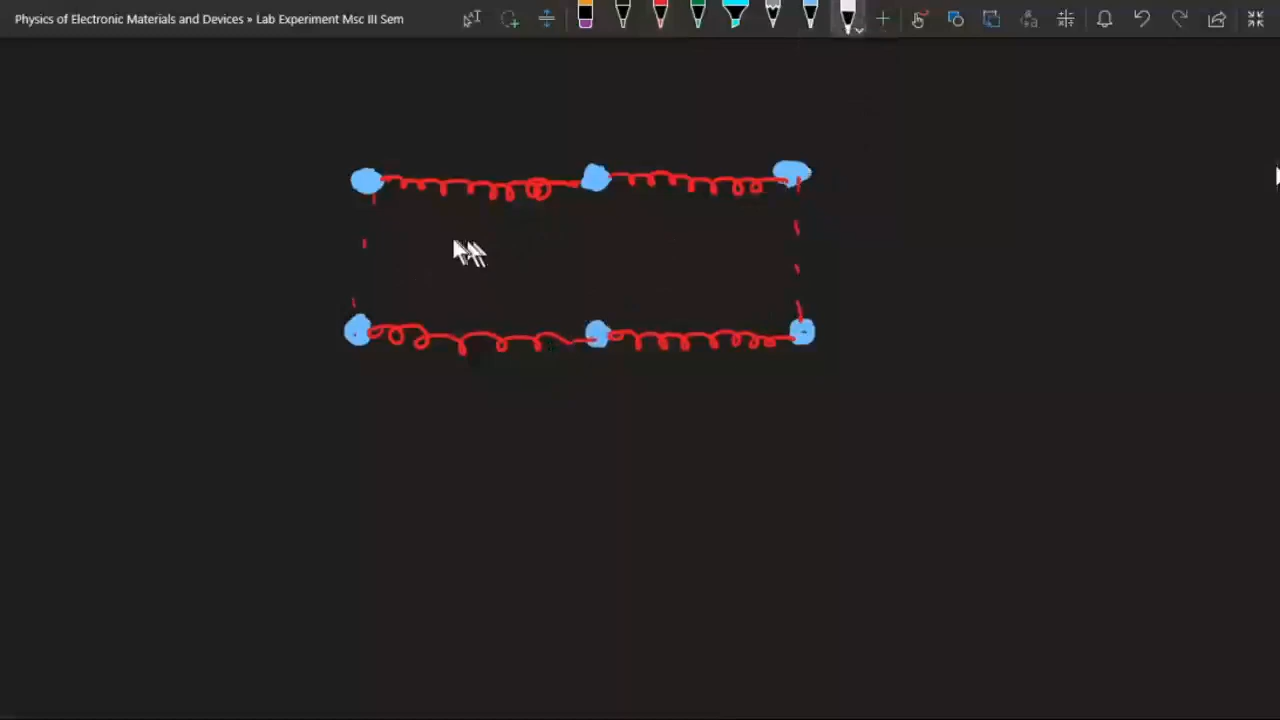 Physics of Electronic Materials and Devices » Lab Experiment Msc III Sem